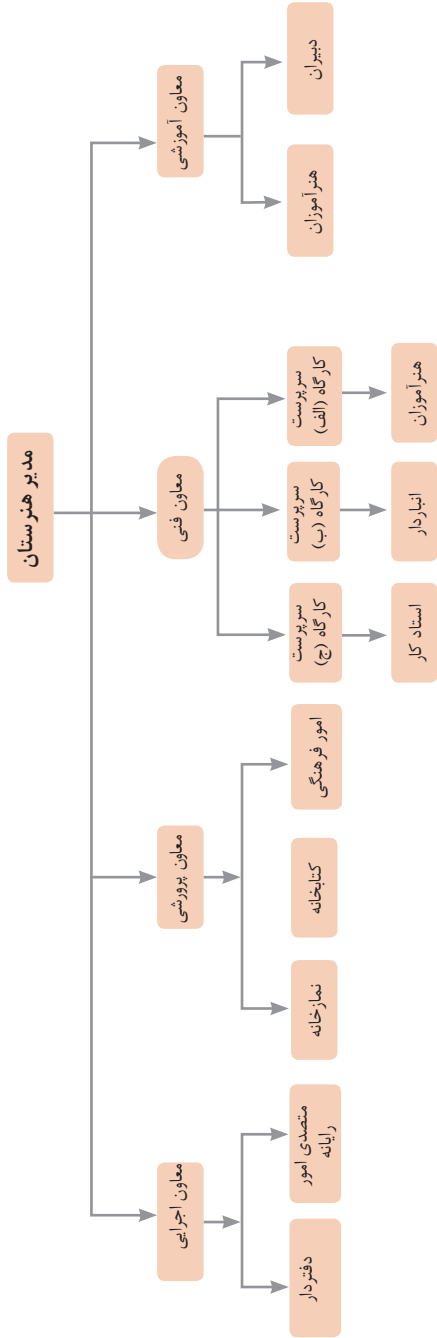 مدیر هنرستان
معاون آموزشی
معاون فنی
معاون پرورشی
معاون اجرایی
دبیران
هنرآموزان
سرپرست
کارگاه (الف)
سرپرست
کارگاه (ب)
سرپرست
کارگاه (ج)
امور فرهنگی
کتابخانه
نمازخانه
متصدی امور
رایانه
دفتردار
هنرآموزان
انباردار
استاد کار